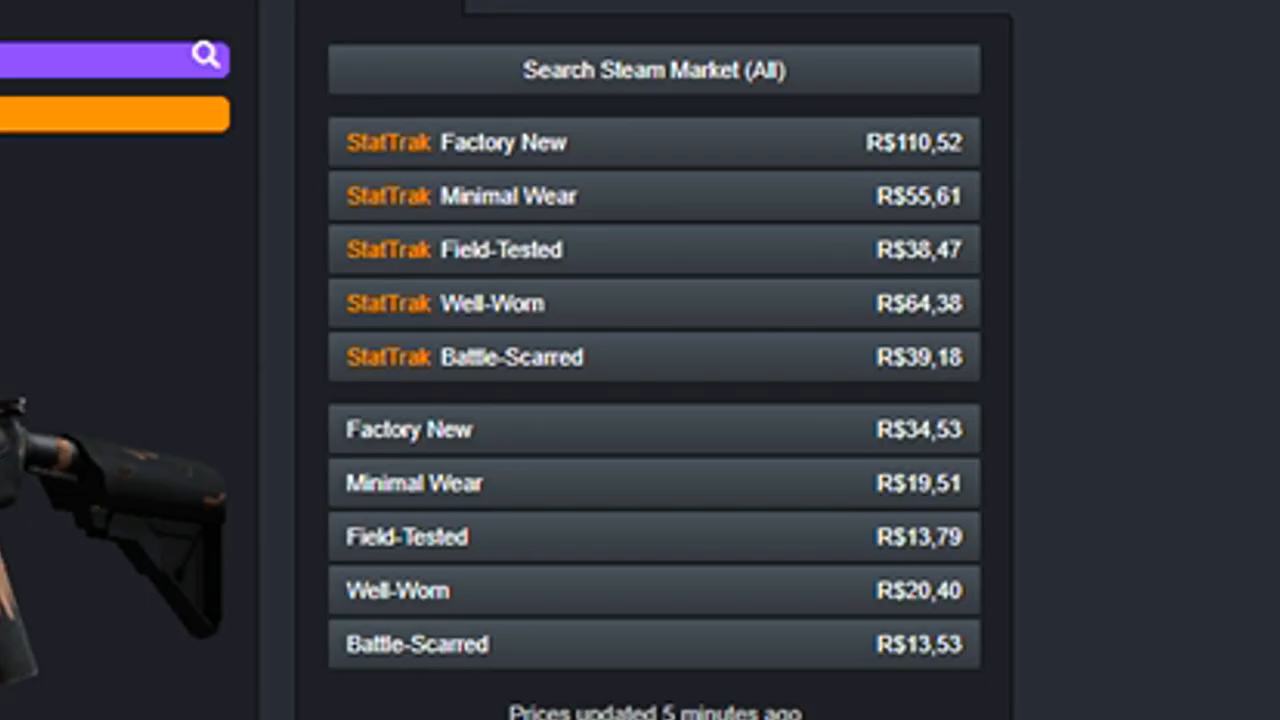 Search Steam Market (All)
StatTrak Factory New R$110,52
StatTrak Minimal Wear R$55,61
StatTrak Field-Tested R$38,47
StatTrak Well-Worn R$64,38
StatTrak Battle-Scarred R$39,18
Factory New R$34,53
Minimal Wear R$19,51
Field-Tested R$13,79
Well-Worn R$20,40
Battle-Scarred R$13,53
Prices updated 5 minutes ago